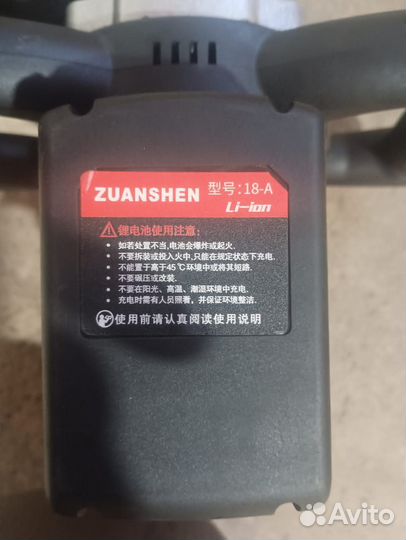 ZUANSHEN 型号:18-A
Li-ion
锂电池使用注意:
• 如若处置不当,电池会爆炸或起火.
• 不要拆装或投入火中,只能在规定状态下充电.
• 不能置于高于45℃环境中或将其短路.
• 不要碾压或改装.
• 不要在阳光、高温、潮湿环境中充电.
• 充电时需有人员照看,并保证环境整洁.
使用前请认真阅读使用说明
Avito